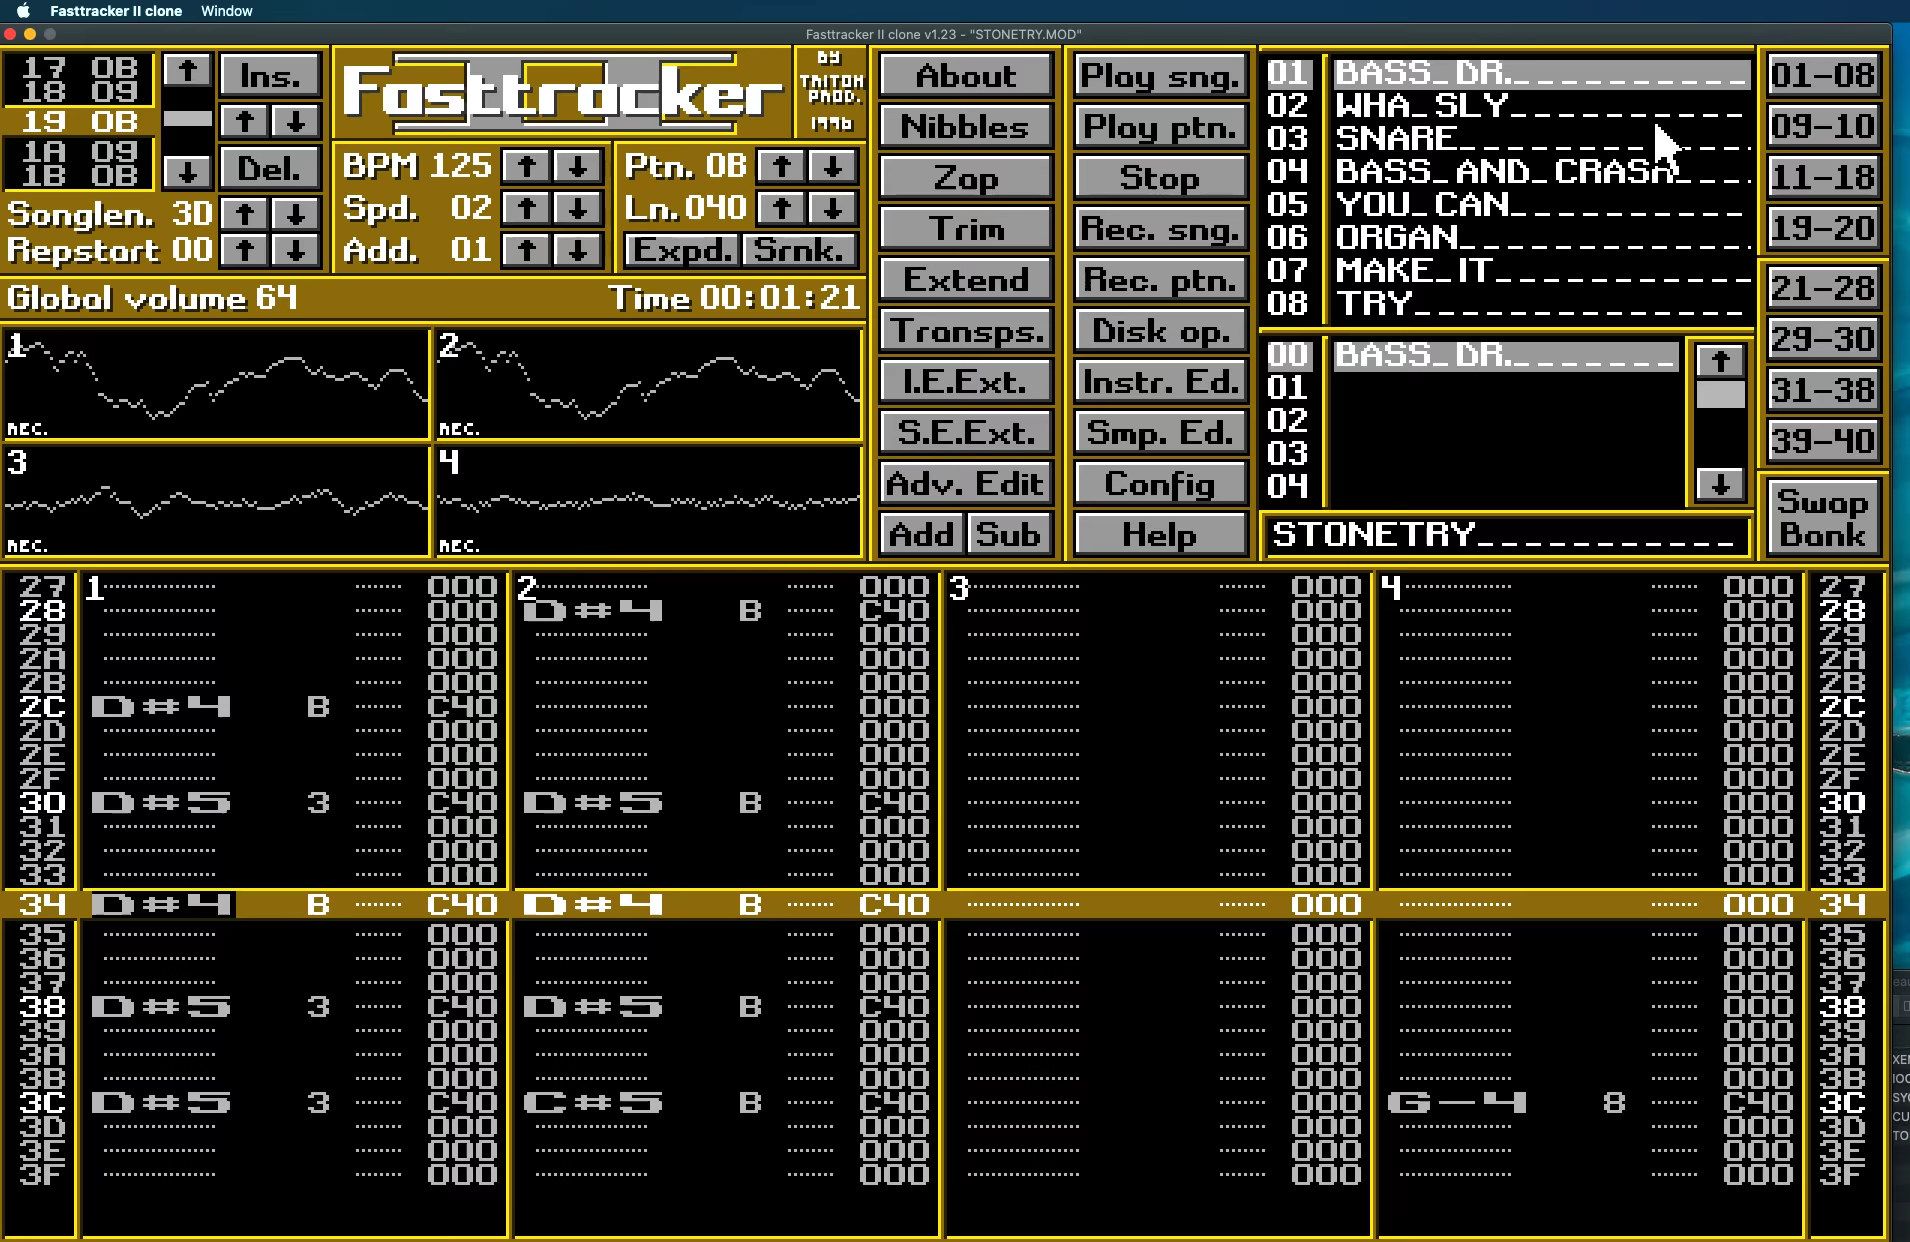 Fasttracker II clone Window
Fasttracker II clone v1.23 - "STONETRY.MOD"
17 0B
18 09
19 0B
1A 09
1B 0B
Ins.
Del.
Songlen. 3D
Repstart 00
Fasttracker
BY
TRITON
PROD.
1996
BPM 125
Spd. 02
Add. 01
Ptn. 0B
Ln. 040
Expd. Srnk.
Global volume 64 Time 00:01:21
1 REC.
2 REC.
3 REC.
4 REC.
About
Nibbles
Zap
Trim
Extend
Transps.
I.E.Ext.
S.E.Ext.
Adv. Edit
Add Sub
Play sng.
Play ptn.
Stop
Rec. sng.
Rec. ptn.
Disk op.
Instr. Ed.
Smp. Ed.
Config
Help
01 BASS_DR.
02 WHA_SLY
03 SNARE
04 BASS_AND_CRASH
05 YOU_CAN
06 ORGAN
07 MAKE_IT
08 TRY
00 BASS_DR.
01
02
03
04
STONETRY
01-08
09-10
11-18
19-20
21-28
29-30
31-38
39-40
Swap
Bank
1 2 3 4
27 000 000 000 000 27
28 000 D#4 B C40 000 000 28
29 000 000 000 000 29
2A 000 000 000 000 2A
2B 000 000 000 000 2B
2C D#4 B C40 000 000 000 2C
2D 000 000 000 000 2D
2E 000 000 000 000 2E
2F 000 000 000 000 2F
30 D#5 3 C40 D#5 B C40 000 000 30
31 000 000 000 000 31
32 000 000 000 000 32
33 000 000 000 000 33
34 D#4 B C40 D#4 B C40 000 000 34
35 000 000 000 000 35
36 000 000 000 000 36
37 000 000 000 000 37
38 D#5 3 C40 D#5 B C40 000 000 38
39 000 000 000 000 39
3A 000 000 000 000 3A
3B 000 000 000 000 3B
3C D#5 3 C40 C#5 B C40 000 G-4 8 C40 3C
3D 000 000 000 000 3D
3E 000 000 000 000 3E
3F 000 000 000 000 3F